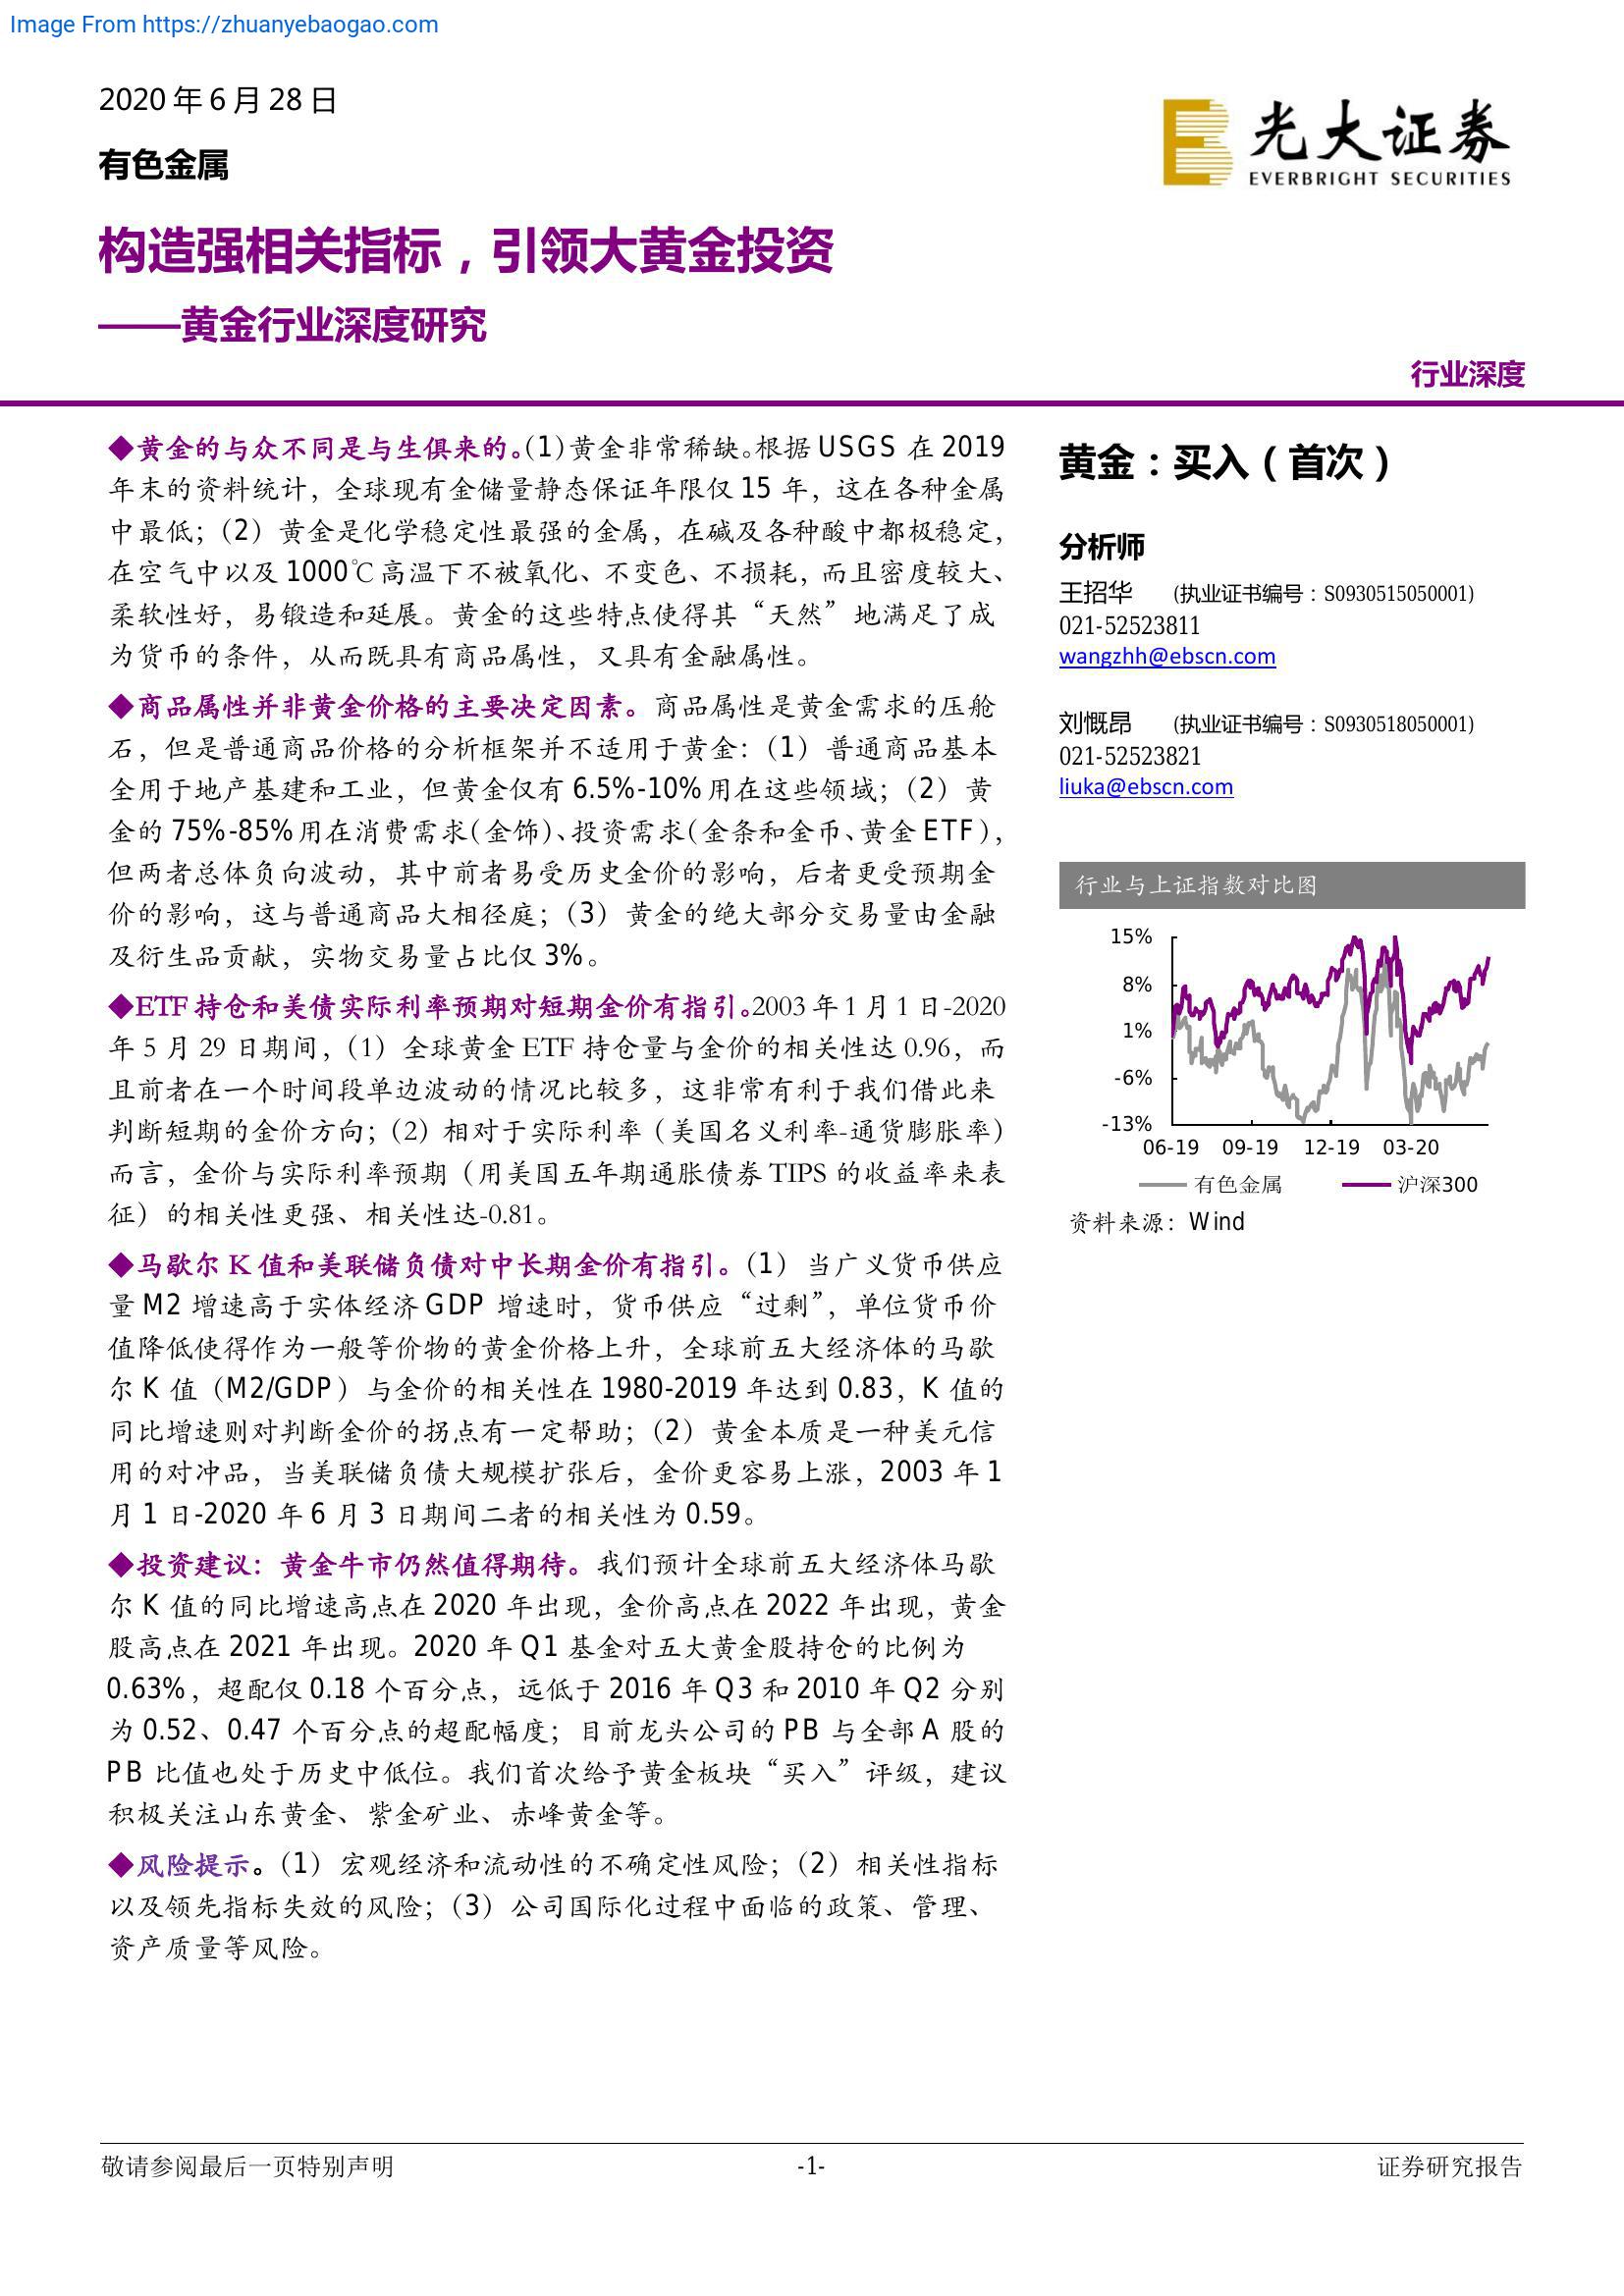 Image From https://zhuanyebaogao.com
2020 年 6 月 28 日
有色金属
光大证券
EVERBRIGHT SECURITIES
构造强相关指标，引领大黄金投资
——黄金行业深度研究
行业深度
◆黄金的与众不同是与生俱来的。（1）黄金非常稀缺。根据 USGS 在 2019
年末的资料统计，全球现有金储量静态保证年限仅 15 年，这在各种金属
中最低；（2）黄金是化学稳定性最强的金属，在碱及各种酸中都极稳定，
在空气中以及 1000℃高温下不被氧化、不变色、不损耗，而且密度较大、
柔软性好，易锻造和延展。黄金的这些特点使得其“天然”地满足了成
为货币的条件，从而既具有商品属性，又具有金融属性。
◆商品属性并非黄金价格的主要决定因素。商品属性是黄金需求的压舱
石，但是普通商品价格的分析框架并不适用于黄金：（1）普通商品基本
全用于地产基建和工业，但黄金仅有 6.5%-10%用在这些领域；（2）黄
金的 75%-85%用在消费需求（金饰）、投资需求（金条和金币、黄金 ETF），
但两者总体负向波动，其中前者易受历史金价的影响，后者更受预期金
价的影响，这与普通商品大相径庭；（3）黄金的绝大部分交易量由金融
及衍生品贡献，实物交易量占比仅 3%。
◆ETF 持仓和美债实际利率预期对短期金价有指引。2003 年 1 月 1 日-2020
年 5 月 29 日期间，（1）全球黄金 ETF 持仓量与金价的相关性达 0.96，而
且前者在一个时间段单边波动的情况比较多，这非常有利于我们借此来
判断短期的金价方向；（2）相对于实际利率（美国名义利率-通货膨胀率）
而言，金价与实际利率预期（用美国五年期通胀债券 TIPS 的收益率来表
征）的相关性更强、相关性达-0.81。
◆马歇尔 K 值和美联储负债对中长期金价有指引。（1）当广义货币供应
量 M2 增速高于实体经济 GDP 增速时，货币供应“过剩”，单位货币价
值降低使得作为一般等价物的黄金价格上升，全球前五大经济体的马歇
尔 K 值（M2/GDP）与金价的相关性在 1980-2019 年达到 0.83，K 值的
同比增速则对判断金价的拐点有一定帮助；（2）黄金本质是一种美元信
用的对冲品，当美联储负债大规模扩张后，金价更容易上涨，2003 年 1
月 1 日-2020 年 6 月 3 日期间二者的相关性为 0.59。
◆投资建议：黄金牛市仍然值得期待。我们预计全球前五大经济体马歇
尔 K 值的同比增速高点在 2020 年出现，金价高点在 2022 年出现，黄金
股高点在 2021 年出现。2020 年 Q1 基金对五大黄金股持仓的比例为
0.63%，超配仅 0.18 个百分点，远低于 2016 年 Q3 和 2010 年 Q2 分别
为 0.52、0.47 个百分点的超配幅度；目前龙头公司的 PB 与全部 A 股的
PB 比值也处于历史中低位。我们首次给予黄金板块“买入”评级，建议
积极关注山东黄金、紫金矿业、赤峰黄金等。
◆风险提示。（1）宏观经济和流动性的不确定性风险；（2）相关性指标
以及领先指标失效的风险；（3）公司国际化过程中面临的政策、管理、
资产质量等风险。
黄金：买入（首次）
分析师
王招华 (执业证书编号：S0930515050001)
021-52523811
wangzhh@ebscn.com
刘慨昂 (执业证书编号：S0930518050001)
021-52523821
liuka@ebscn.com
行业与上证指数对比图
15%
8%
1%
-6%
-13%
06-19 09-19 12-19 03-20
有色金属 沪深300
资料来源：Wind
敬请参阅最后一页特别声明 -1- 证券研究报告